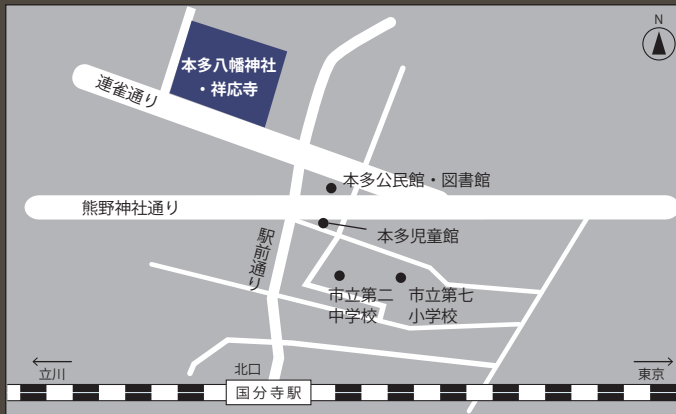 N
本多八幡神社
・祥応寺
連雀通り
本多公民館・図書館
熊野神社通り
本多児童館
駅前通り
市立第二
中学校
市立第七
小学校
北口
立川
東京
国分寺駅